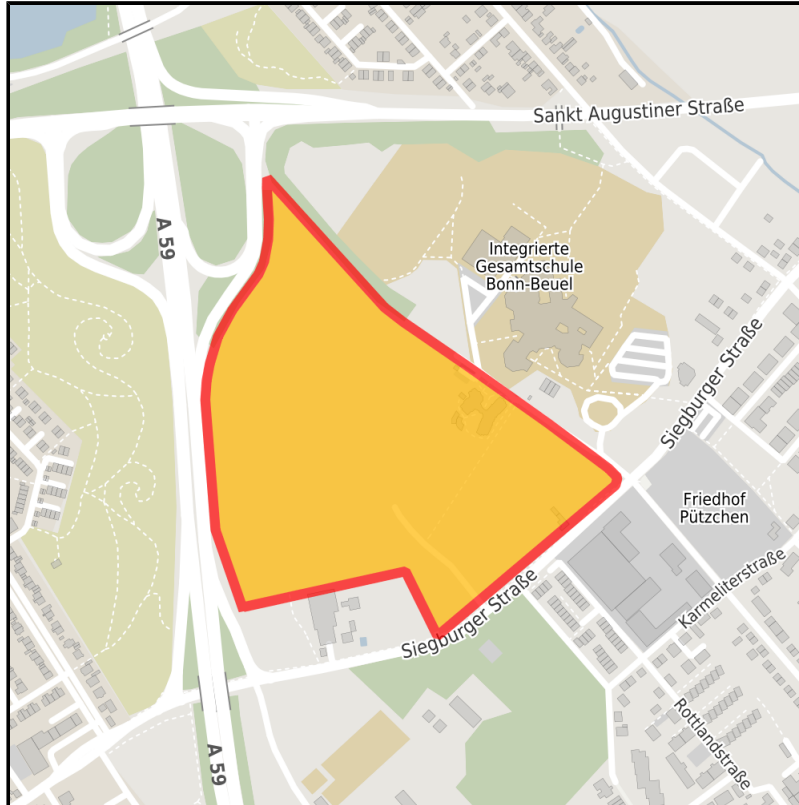 Sankt Augustiner Straße
A 59
Integrierte
Gesamtschule
Bonn-Beuel
Siegburger Straße
Friedhof
Pützchen
Karmeliterstraße
Siegburger Straße
Rottlandstraße
A 59